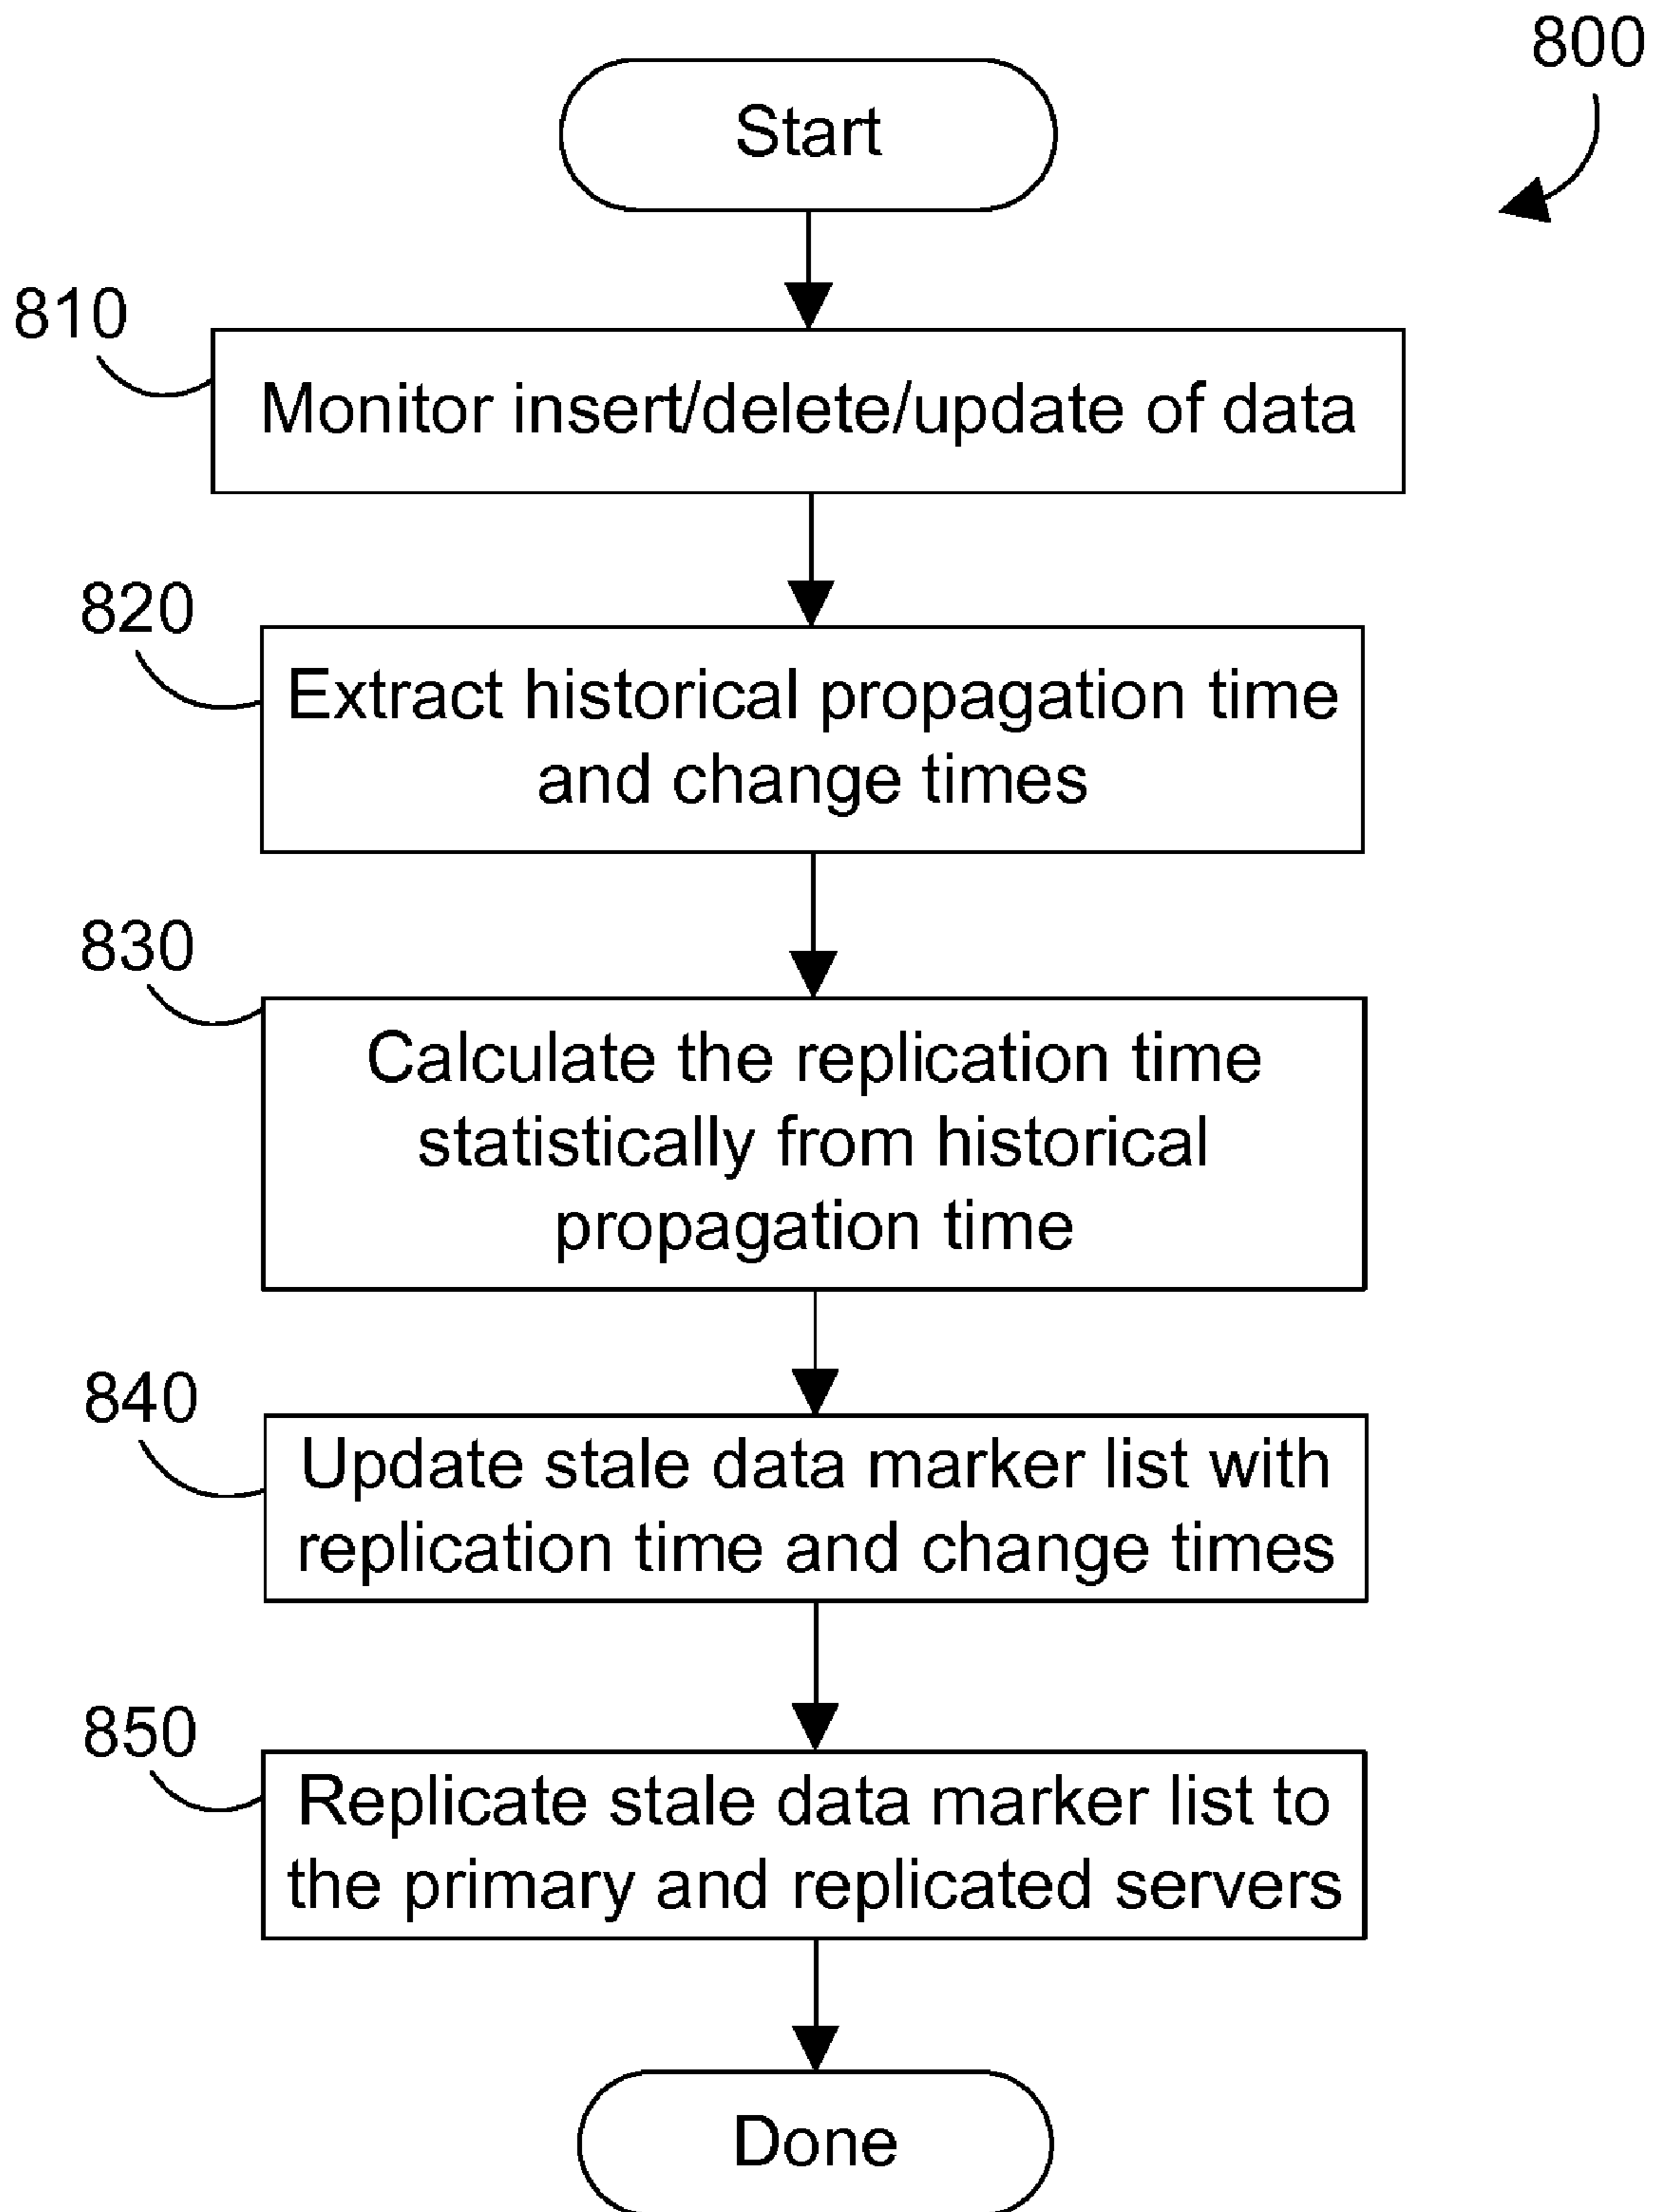 800
Start
810
Monitor insert/delete/update of data
820
Extract historical propagation time
and change times
830
Calculate the replication time
statistically from historical
propagation time
840
Update stale data marker list with
replication time and change times
850
Replicate stale data marker list to
the primary and replicated servers
Done